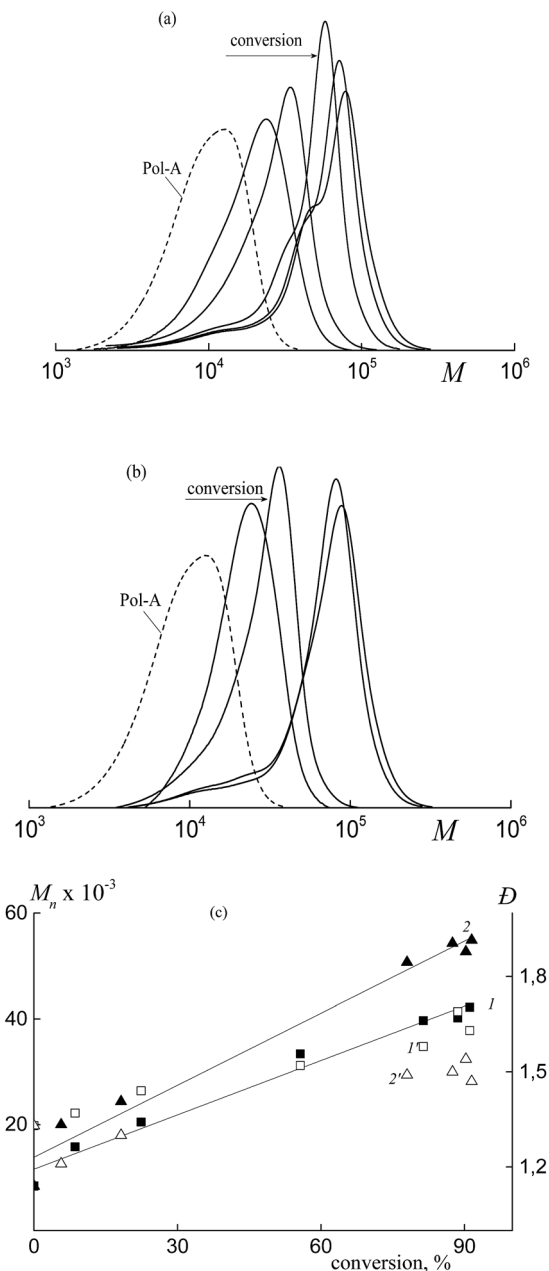 (a)
conversion
Pol-A
10³ 10⁴ 10⁵ M 10⁶
(b)
conversion
Pol-A
10³ 10⁴ 10⁵ M 10⁶
Mₙ x 10⁻³ (c) Đ
60
2
1,8
40 1
1'
2' 1,5
20
1,2
0 30 60 90
conversion, %